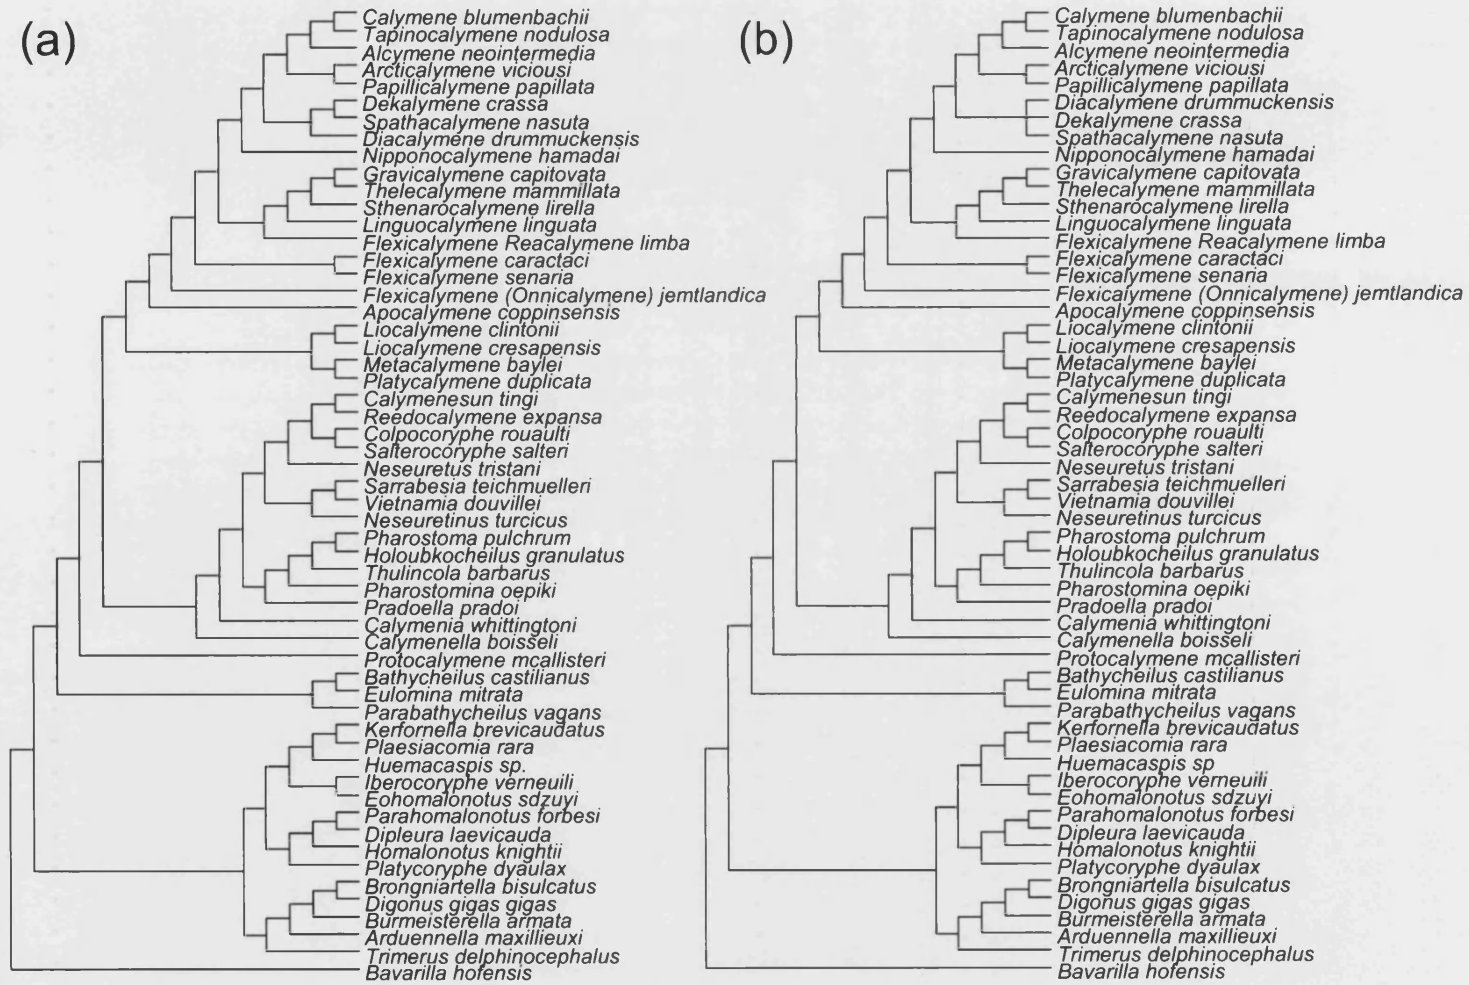 (a)
Calymene blumenbachii
Tapinocalymene nodulosa
Alcymene neointermedia
Arcticalymene viciousi
Papillicalymene papillata
Dekalymene crassa
Spathacalymene nasuta
Diacalymene drummuckensis
Nipponocalymene hamadai
Gravicalymene capitovata
Thelecalymene mammillata
Sthenarocalymene lirella
Linguocalymene linguata
Flexicalymene Reacalymene limba
Flexicalymene caractaci
Flexicalymene senaria
Flexicalymene (Onnicalymene) jemtlandica
Apocalymene coppinsensis
Liocalymene clintonii
Liocalymene cresapensis
Metacalymene baylei
Platycalymene duplicata
Calymenesun tingi
Reedocalymene expansa
Colpocoryphe rouaulti
Salterocoryphe salteri
Neseuretus tristani
Sarrabesia teichmuelleri
Vietnamia douvillei
Neseuretinus turcicus
Pharostoma pulchrum
Holoubkocheilus granulatus
Thulincola barbarus
Pharostomina oepiki
Pradoella pradoi
Calymenia whittingtoni
Calymenella boisseli
Protocalymene mcallisteri
Bathycheilus castilianus
Eulomina mitrata
Parabathycheilus vagans
Kerfornella brevicaudatus
Plaesiacomia rara
Huemacaspis sp.
Iberocoryphe verneuili
Eohomalonotus sdzuyi
Parahomalonotus forbesi
Dipleura laevicauda
Homalonotus knightii
Platycoryphe dyaulax
Brongniartella bisulcatus
Digonus gigas gigas
Burmeisterella armata
Arduennella maxillieuxi
Trimerus delphinocephalus
Bavarilla hofensis
(b)
Calymene blumenbachii
Tapinocalymene nodulosa
Alcymene neointermedia
Arcticalymene viciousi
Papillicalymene papillata
Diacalymene drummuckensis
Dekalymene crassa
Spathacalymene nasuta
Nipponocalymene hamadai
Gravicalymene capitovata
Thelecalymene mammillata
Sthenarocalymene lirella
Linguocalymene linguata
Flexicalymene Reacalymene limba
Flexicalymene caractaci
Flexicalymene senaria
Flexicalymene (Onnicalymene) jemtlandica
Apocalymene coppinsensis
Liocalymene clintonii
Liocalymene cresapensis
Metacalymene baylei
Platycalymene duplicata
Calymenesun tingi
Reedocalymene expansa
Colpocoryphe rouaulti
Salterocoryphe salteri
Neseuretus tristani
Sarrabesia teichmuelleri
Vietnamia douvillei
Neseuretinus turcicus
Pharostoma pulchrum
Holoubkocheilus granulatus
Thulincola barbarus
Pharostomina oepiki
Pradoella pradoi
Calymenia whittingtoni
Calymenella boisseli
Protocalymene mcallisteri
Bathycheilus castilianus
Eulomina mitrata
Parabathycheilus vagans
Kerfornella brevicaudatus
Plaesiacomia rara
Huemacaspis sp
Iberocoryphe verneuili
Eohomalonotus sdzuyi
Parahomalonotus forbesi
Dipleura laevicauda
Homalonotus knightii
Platycoryphe dyaulax
Brongniartella bisulcatus
Digonus gigas gigas
Burmeisterella armata
Arduennella maxillieuxi
Trimerus delphinocephalus
Bavarilla hofensis